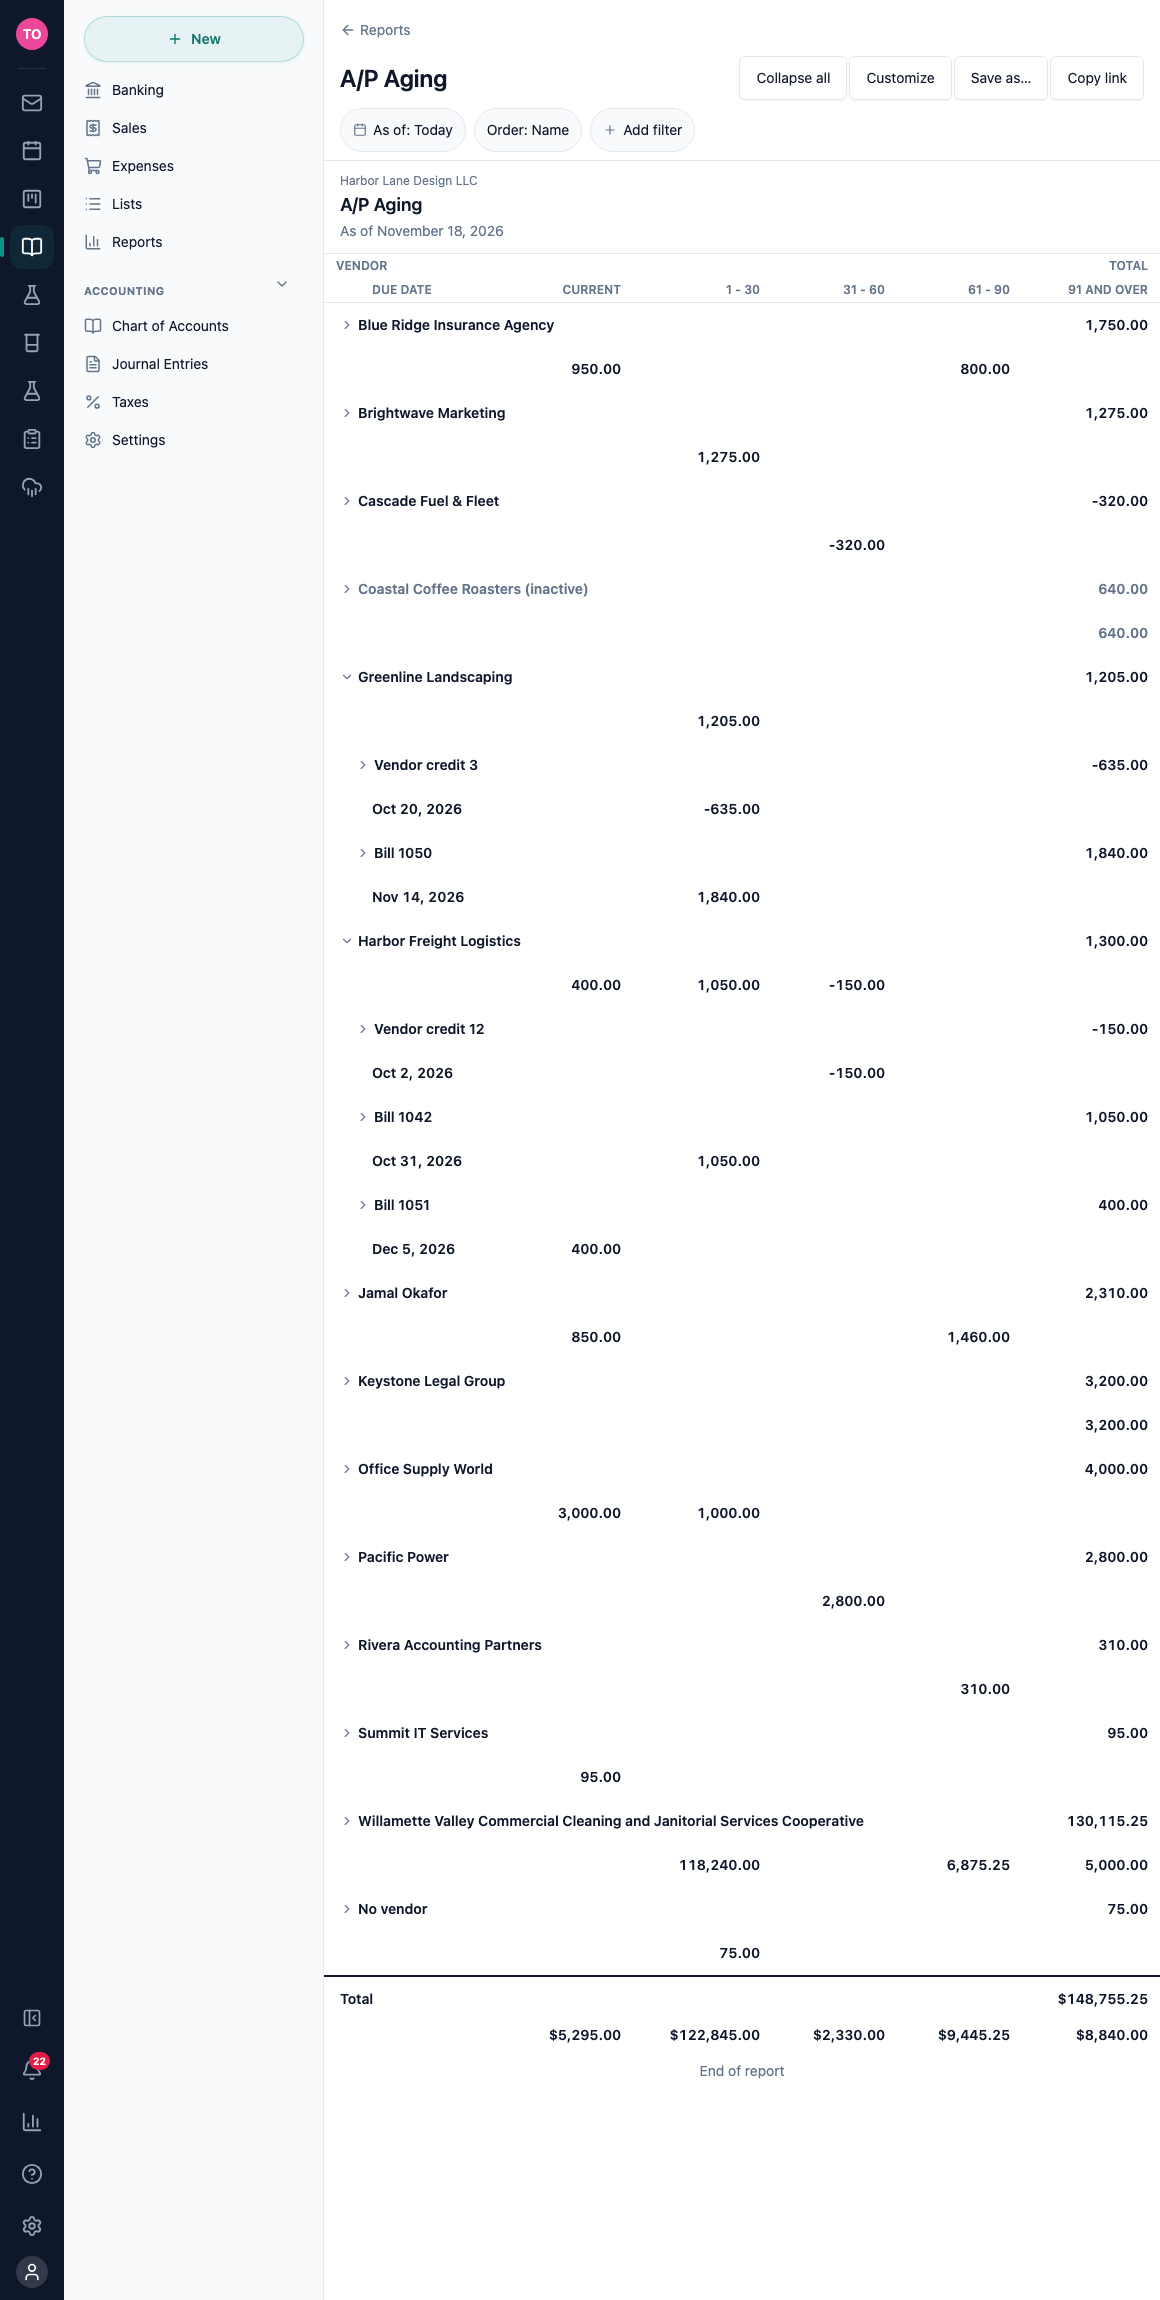 TO
+ New
Banking
Sales
Expenses
Lists
Reports
ACCOUNTING
Chart of Accounts
Journal Entries
Taxes
Settings
22
← Reports
A/P Aging
Collapse all
Customize
Save as...
Copy link
As of: Today
Order: Name
+ Add filter
Harbor Lane Design LLC
A/P Aging
As of November 18, 2026
VENDOR TOTAL
DUE DATE CURRENT 1 - 30 31 - 60 61 - 90 91 AND OVER
Blue Ridge Insurance Agency 1,750.00
950.00 800.00
Brightwave Marketing 1,275.00
1,275.00
Cascade Fuel & Fleet -320.00
-320.00
Coastal Coffee Roasters (inactive) 640.00
640.00
Greenline Landscaping 1,205.00
1,205.00
Vendor credit 3 -635.00
Oct 20, 2026 -635.00
Bill 1050 1,840.00
Nov 14, 2026 1,840.00
Harbor Freight Logistics 1,300.00
400.00 1,050.00 -150.00
Vendor credit 12 -150.00
Oct 2, 2026 -150.00
Bill 1042 1,050.00
Oct 31, 2026 1,050.00
Bill 1051 400.00
Dec 5, 2026 400.00
Jamal Okafor 2,310.00
850.00 1,460.00
Keystone Legal Group 3,200.00
3,200.00
Office Supply World 4,000.00
3,000.00 1,000.00
Pacific Power 2,800.00
2,800.00
Rivera Accounting Partners 310.00
310.00
Summit IT Services 95.00
95.00
Willamette Valley Commercial Cleaning and Janitorial Services Cooperative 130,115.25
118,240.00 6,875.25 5,000.00
No vendor 75.00
75.00
Total $148,755.25
$5,295.00 $122,845.00 $2,330.00 $9,445.25 $8,840.00
End of report